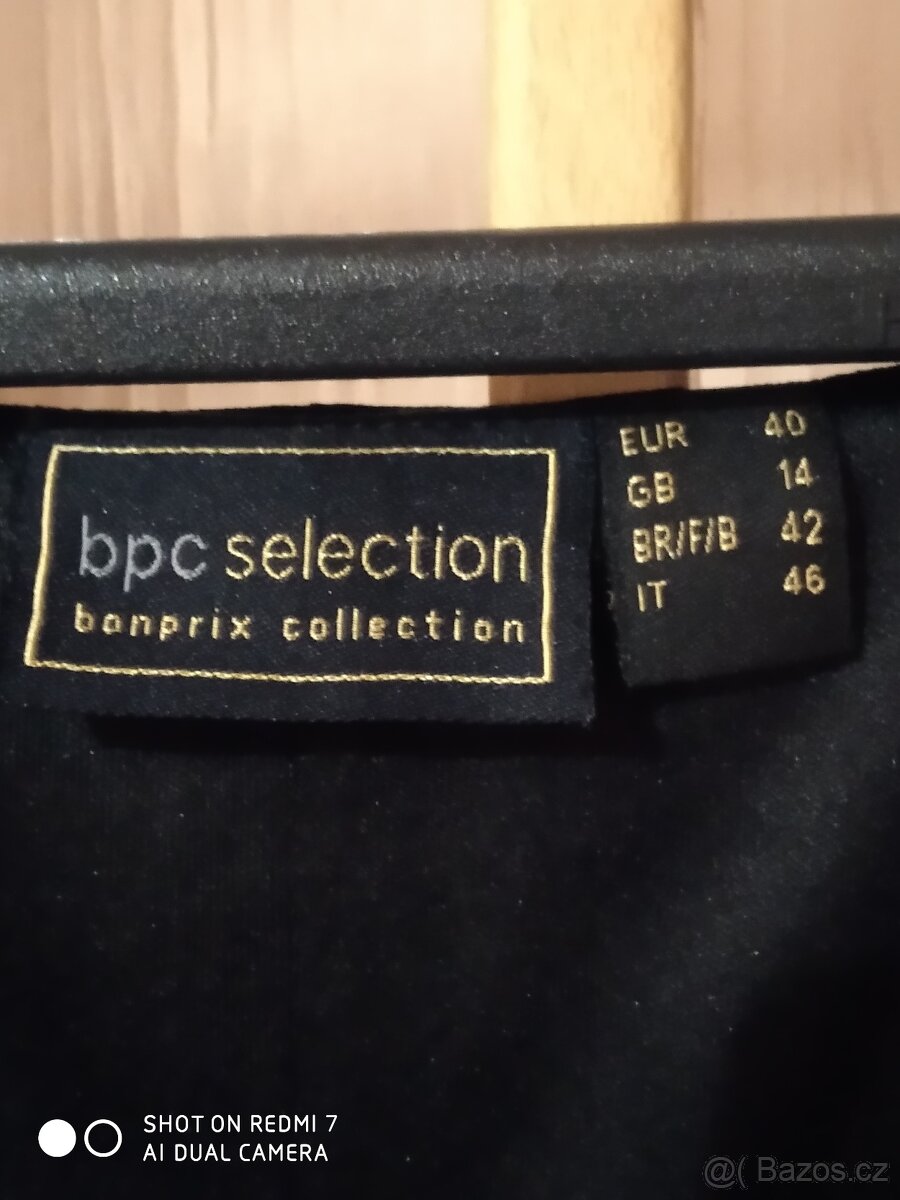 bpc selection
bonprix collection
EUR 40
GB 14
BR/F/B 42
IT 46
SHOT ON REDMI 7
AI DUAL CAMERA
@( Bazos.cz